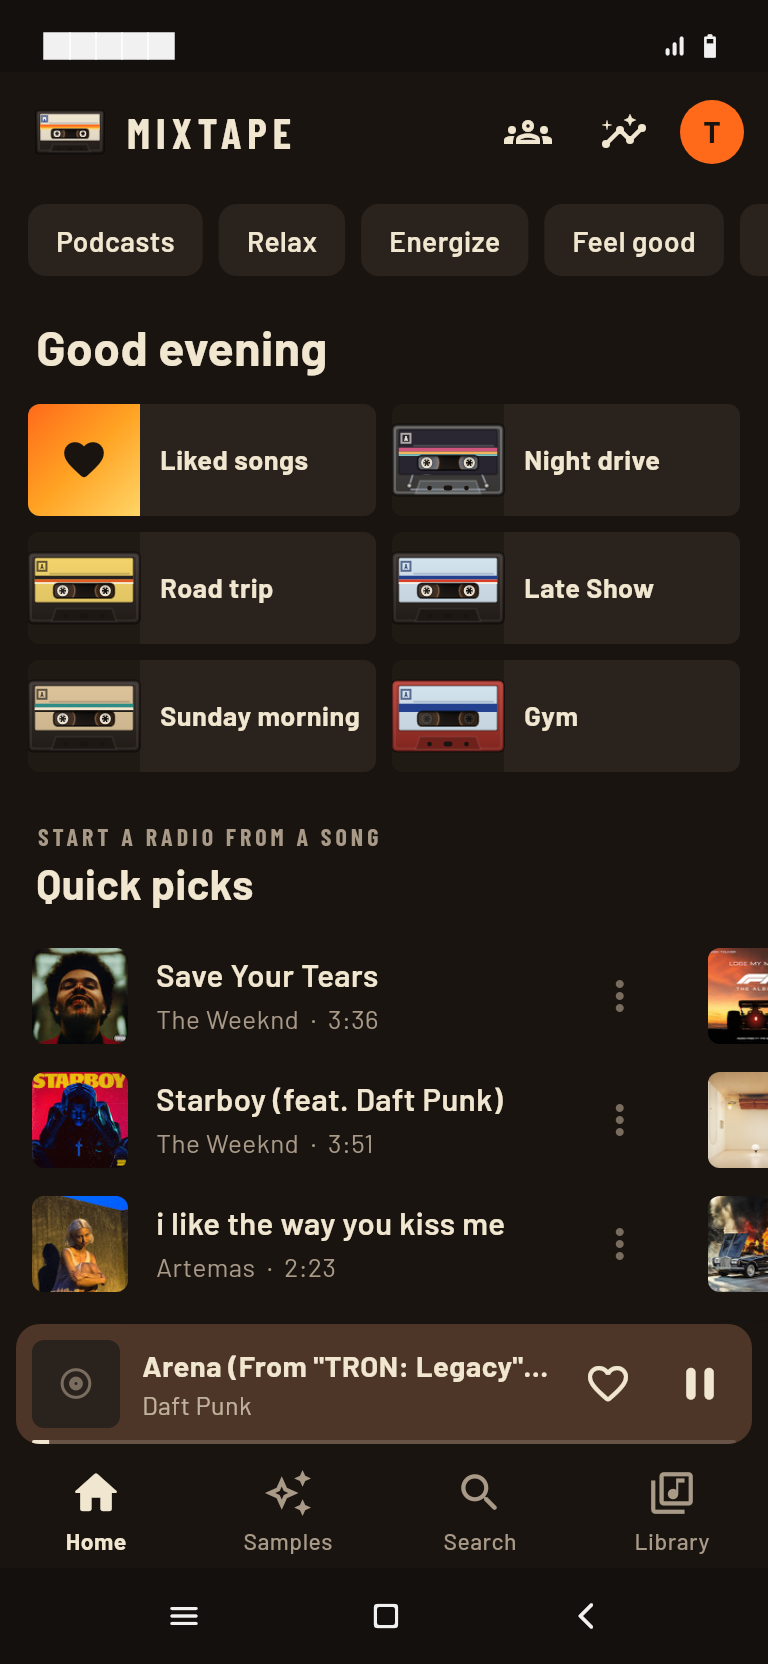 MIXTAPE
T
Podcasts Relax Energize Feel good
Good evening
Liked songs
Night drive
Road trip
Late Show
Sunday morning
Gym
START A RADIO FROM A SONG
Quick picks
Save Your Tears
The Weeknd · 3:36
STARBOY
Starboy (feat. Daft Punk)
The Weeknd · 3:51
i like the way you kiss me
Artemas · 2:23
Arena (From "TRON: Legacy"...
Daft Punk
Home Samples Search Library